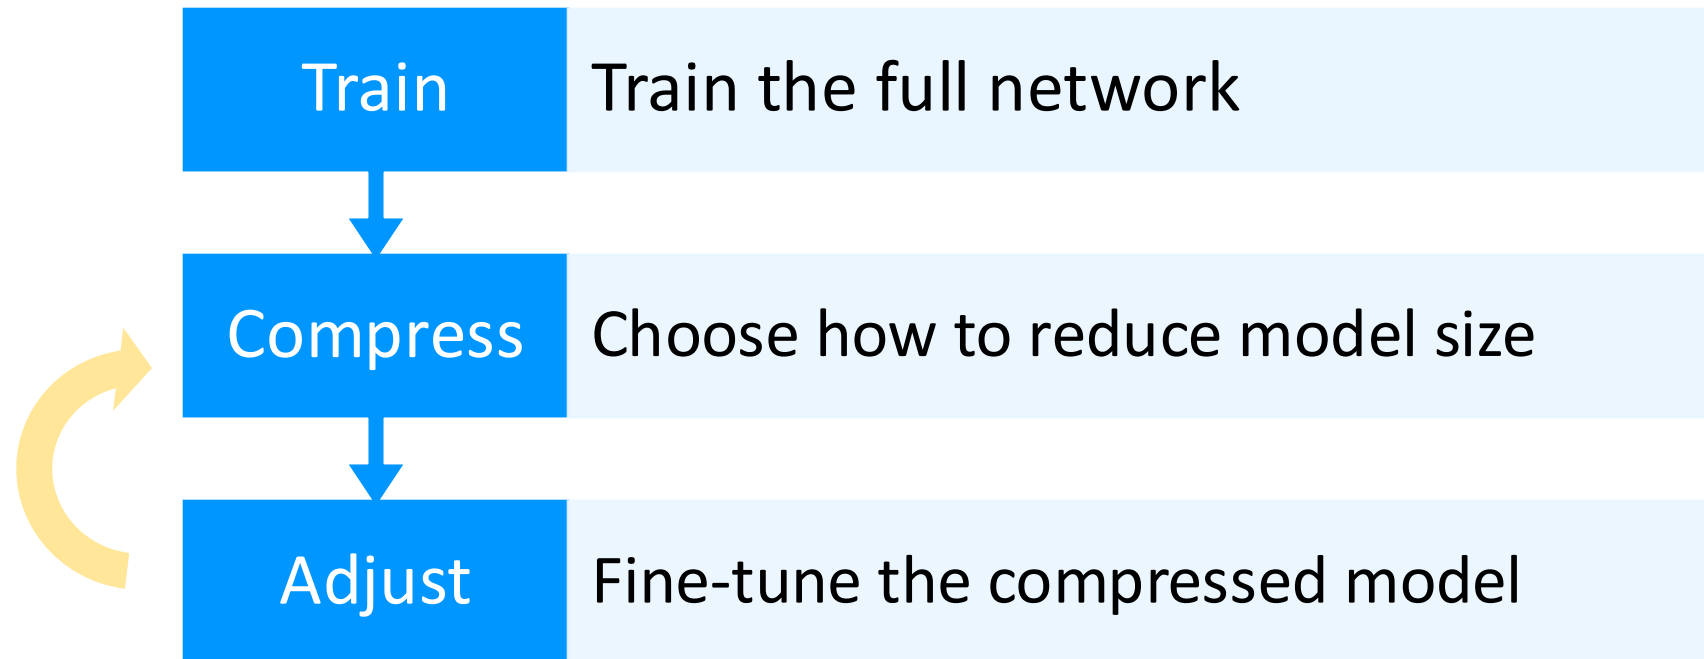 Train
Train the full network
Compress
Choose how to reduce model size
Adjust
Fine-tune the compressed model